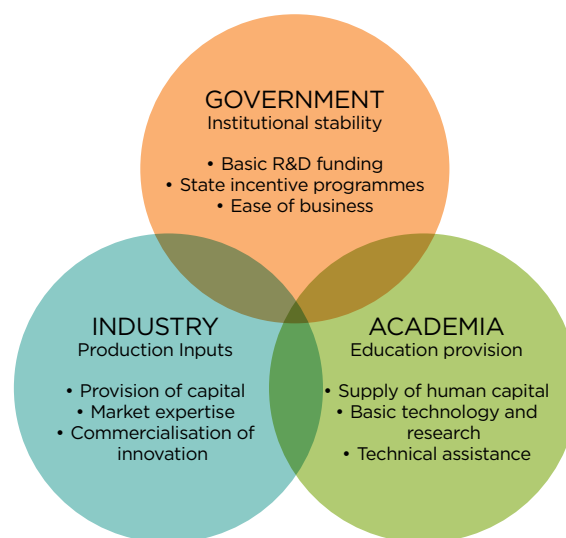 GOVERNMENT
Institutional stability
• Basic R&D funding
• State incentive programmes
• Ease of business
INDUSTRY
Production Inputs
• Provision of capital
• Market expertise
• Commercialisation of
innovation
ACADEMIA
Education provision
• Supply of human capital
• Basic technology and
research
• Technical assistance